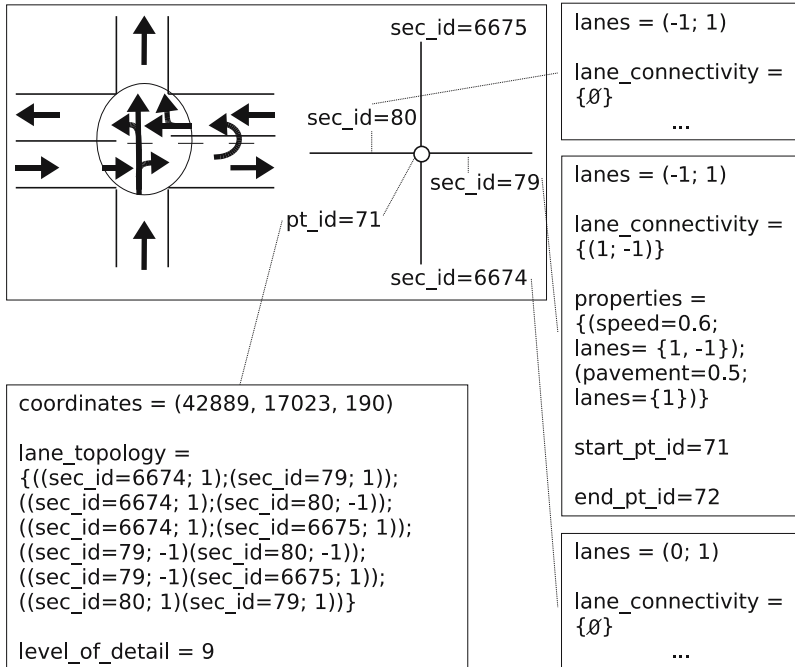 sec_id=6675
sec_id=80
sec_id=79
pt_id=71
sec_id=6674
lanes = (-1; 1)
lane_connectivity =
{∅}
...
lanes = (-1; 1)
lane_connectivity =
{(1; -1)}
properties =
{(speed=0.6;
lanes= {1, -1});
(pavement=0.5;
lanes={1})}
start_pt_id=71
end_pt_id=72
lanes = (0; 1)
lane_connectivity =
{∅}
...
coordinates = (42889, 17023, 190)
lane_topology =
{((sec_id=6674; 1);(sec_id=79; 1));
((sec_id=6674; 1);(sec_id=80; -1));
((sec_id=6674; 1);(sec_id=6675; 1));
((sec_id=79; -1)(sec_id=80; -1));
((sec_id=79; -1)(sec_id=6675; 1));
((sec_id=80; 1)(sec_id=79; 1))}
level_of_detail = 9